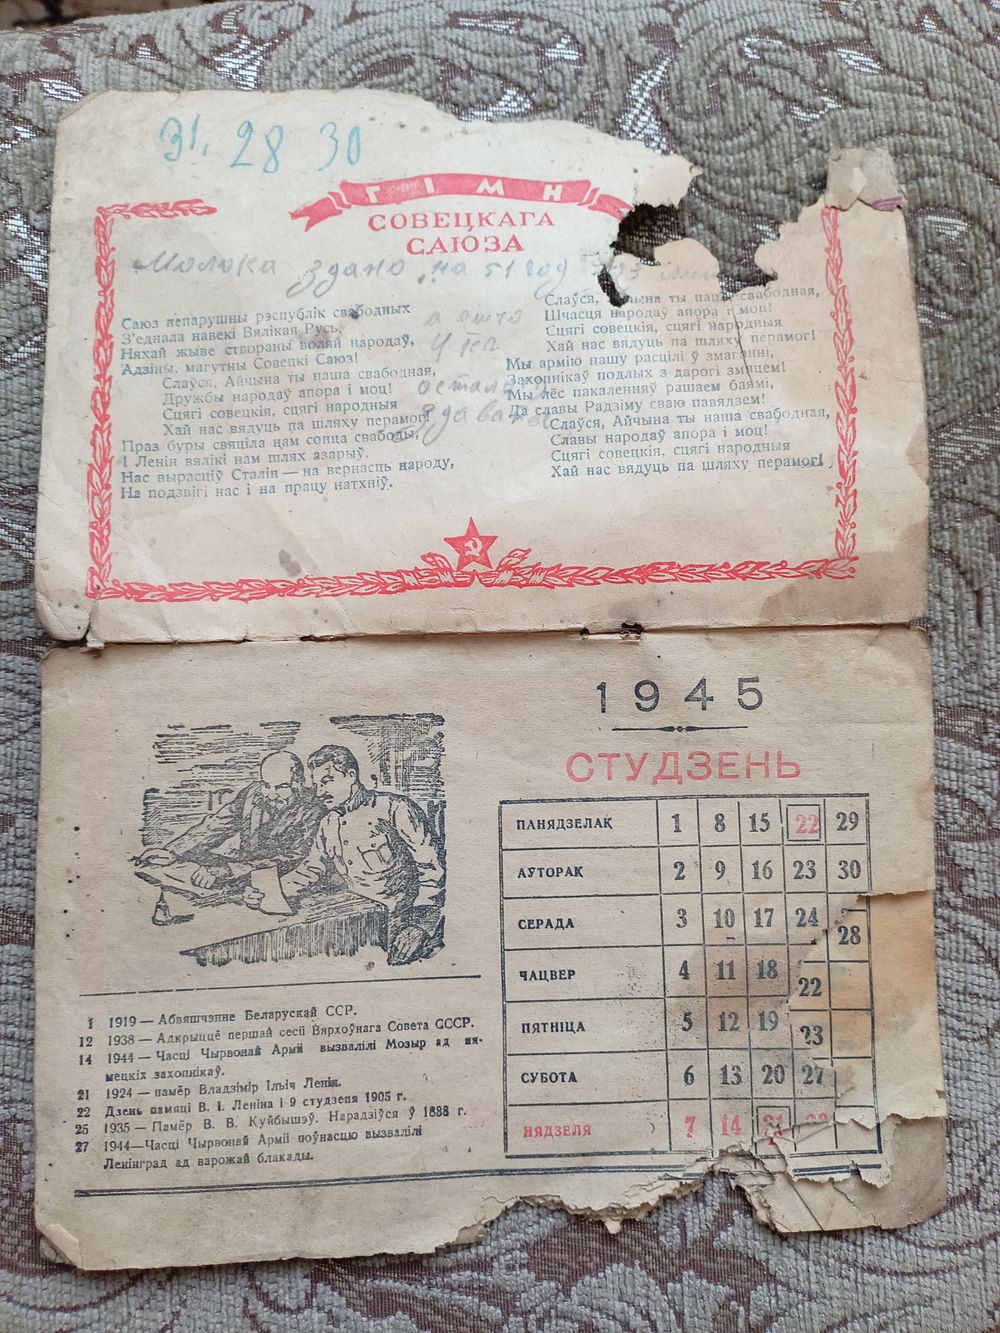 31. 28 30
ГІМН
СОВЕЦКАГА
САЮЗА
Молока здано на 51 год
а яшчо
4 кг
здавать
Саюз непарушны рэспублік свабодных
З'еднала навекі Вялікая Русь.
Няхай жыве створаны воляй народаў,
Адзіны, магутны Совецкі Саюз!
Слаўся, Айчына ты наша свабодная,
Дружбы народаў апора і моц!
Сцягі совецкія, сцягі народныя
Хай нас вядуць па шляху перамог!
Праз буры свяціла нам сонца свабоды,
І Ленін вялікі нам шлях азарыў.
Нас вырасціў Сталін — на вернасць народу,
На подзвігі нас і на працу натхніў.
Слаўся, Айчына ты наша свабодная,
Шчасця народаў апора і моц!
Сцягі совецкія, сцягі народныя
Хай нас вядуць па шляху перамог!
Мы армію нашу расцілі ў змаганні,
Захопнікаў подлых з дарогі змяцем!
Мы лёс пакаленняў рашаем баямі,
Да славы Радзіму сваю павядзем!
Слаўся, Айчына ты наша свабодная,
Славы народаў апора і моц!
Сцягі совецкія, сцягі народныя
Хай нас вядуць па шляху перамог!
1945
СТУДЗЕНЬ
ПАНЯДЗЕЛАК 1 8 15 22 29
АУТОРАК 2 9 16 23 30
СЕРАДА 3 10 17 24 28
ЧАЦВЕР 4 11 18 22
ПЯТНІЦА 5 12 19 23
СУБОТА 6 13 20 27
НЯДЗЕЛЯ 7 14 21
1 1919 — Абвяшчэнне Беларускай ССР.
12 1938 — Адкрыццё першай сесіі Вярхоўнага Совета СССР.
14 1944 — Часці Чырвонай Арміі вызвалілі Мозыр ад ня-
мецкіх захопнікаў.
21 1924 — памёр Владзімір Ільіч Ленін.
22 Дзень памяці В. І. Леніна і 9 студзеня 1905 г.
25 1935 — Памёр В. В. Куйбышэў. Нарадзіўся ў 1888 г.
27 1944—Часці Чырвонай Арміі поўнасцю вызвалілі
Ленінград ад варожай блакады.